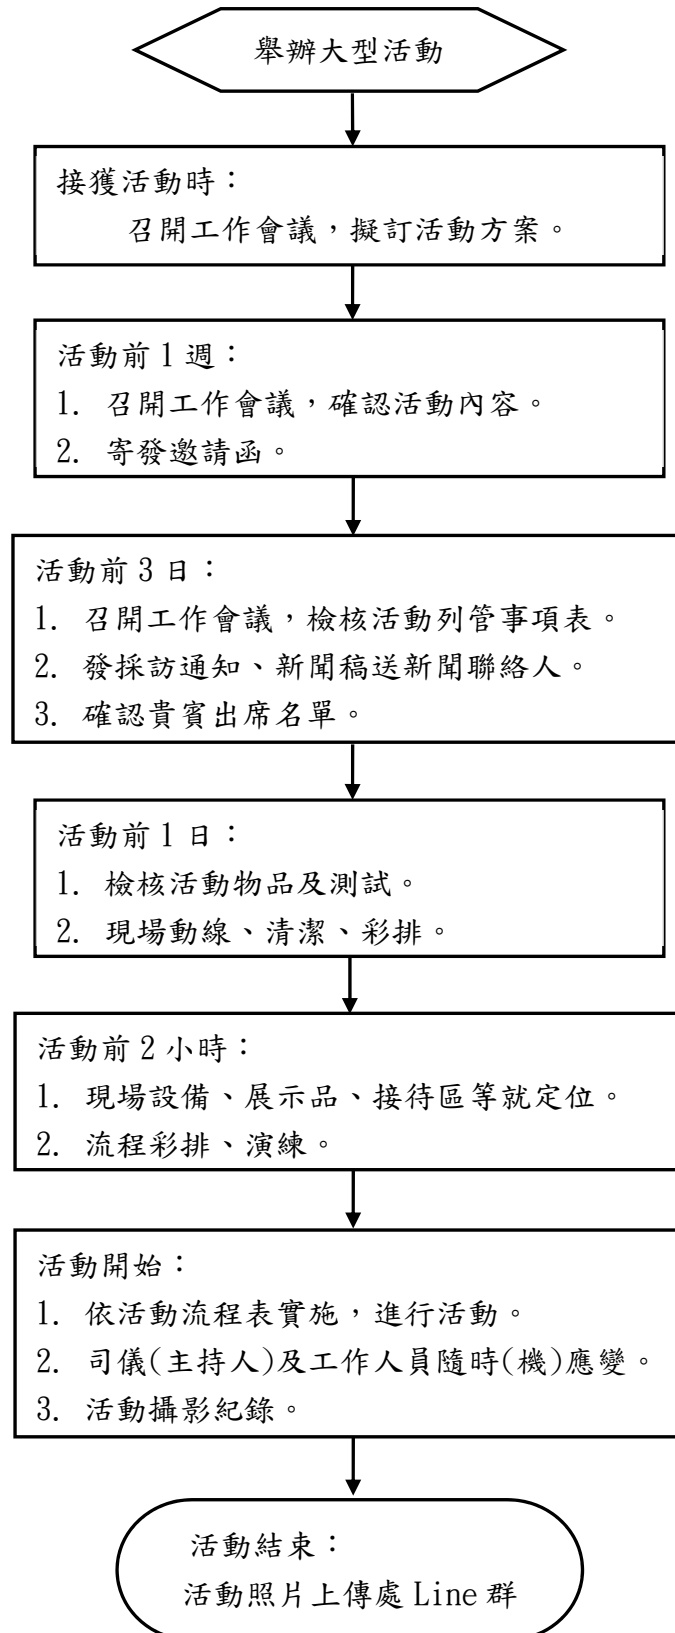 舉辦大型活動
接獲活動時：
召開工作會議，擬訂活動方案。
活動前 1 週：
1. 召開工作會議，確認活動內容。
2. 寄發邀請函。
活動前 3 日：
1. 召開工作會議，檢核活動列管事項表。
2. 發採訪通知、新聞稿送新聞聯絡人。
3. 確認貴賓出席名單。
活動前 1 日：
1. 檢核活動物品及測試。
2. 現場動線、清潔、彩排。
活動前 2 小時：
1. 現場設備、展示品、接待區等就定位。
2. 流程彩排、演練。
活動開始：
1. 依活動流程表實施，進行活動。
2. 司儀(主持人)及工作人員隨時(機)應變。
3. 活動攝影紀錄。
活動結束：
活動照片上傳處 Line 群